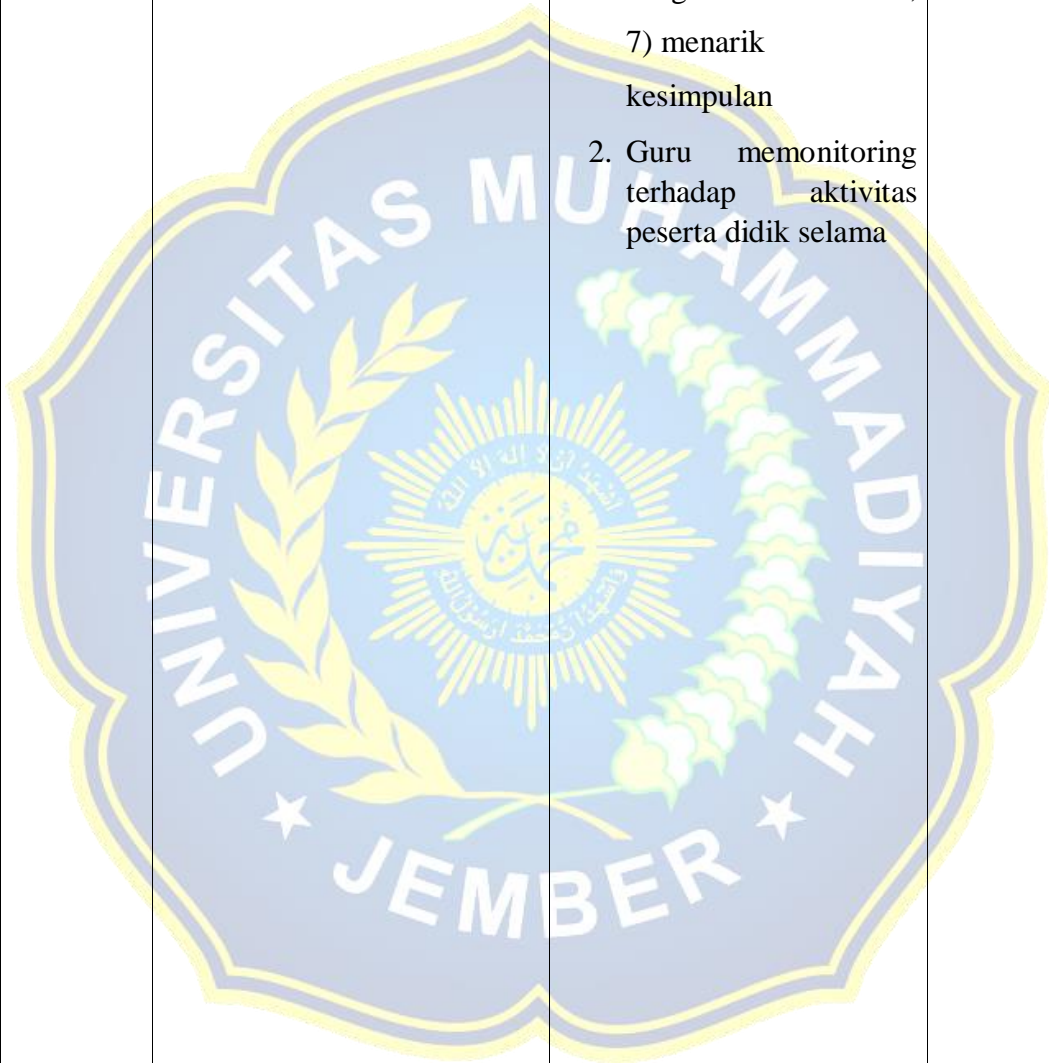 7) menarik
kesimpulan
2. Guru memonitoring
terhadap aktivitas
peserta didik selama
UNIVERSITAS MUHAMMADIYAH
JEMBER